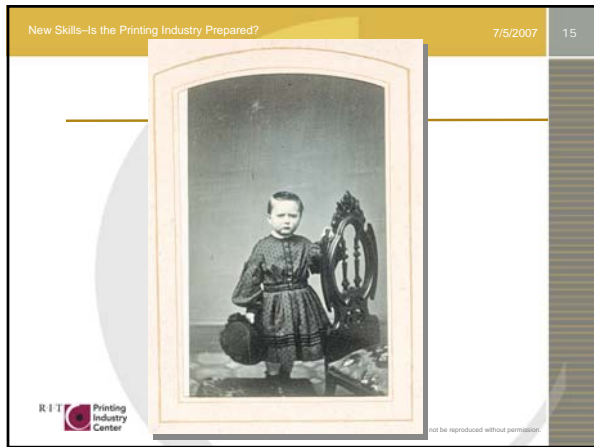 New Skills–Is the Printing Industry Prepared?
7/5/2007
15
R·I·T Printing
Industry
Center
not be reproduced without permission.